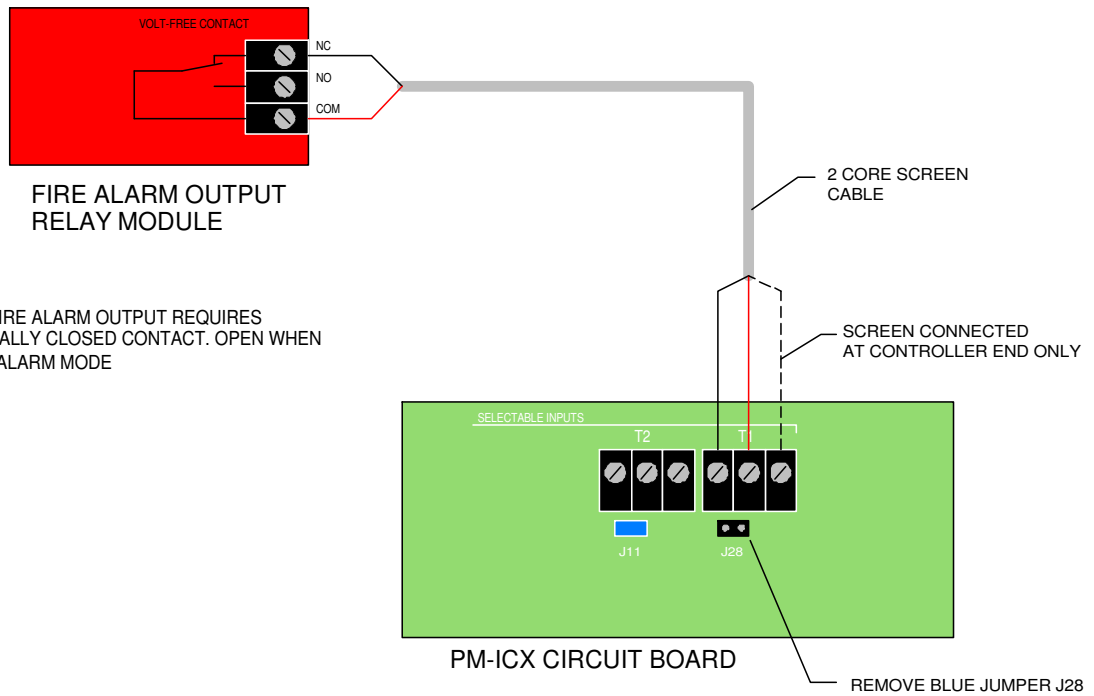 VOLT-FREE CONTACT
NC
NO
COM
FIRE ALARM OUTPUT
RELAY MODULE
2 CORE SCREEN
CABLE
IRE ALARM OUTPUT REQUIRES
ALLY CLOSED CONTACT. OPEN WHEN
ALARM MODE
SCREEN CONNECTED
AT CONTROLLER END ONLY
SELECTABLE INPUTS
T2
T1
J11
J28
PM-ICX CIRCUIT BOARD
REMOVE BLUE JUMPER J28